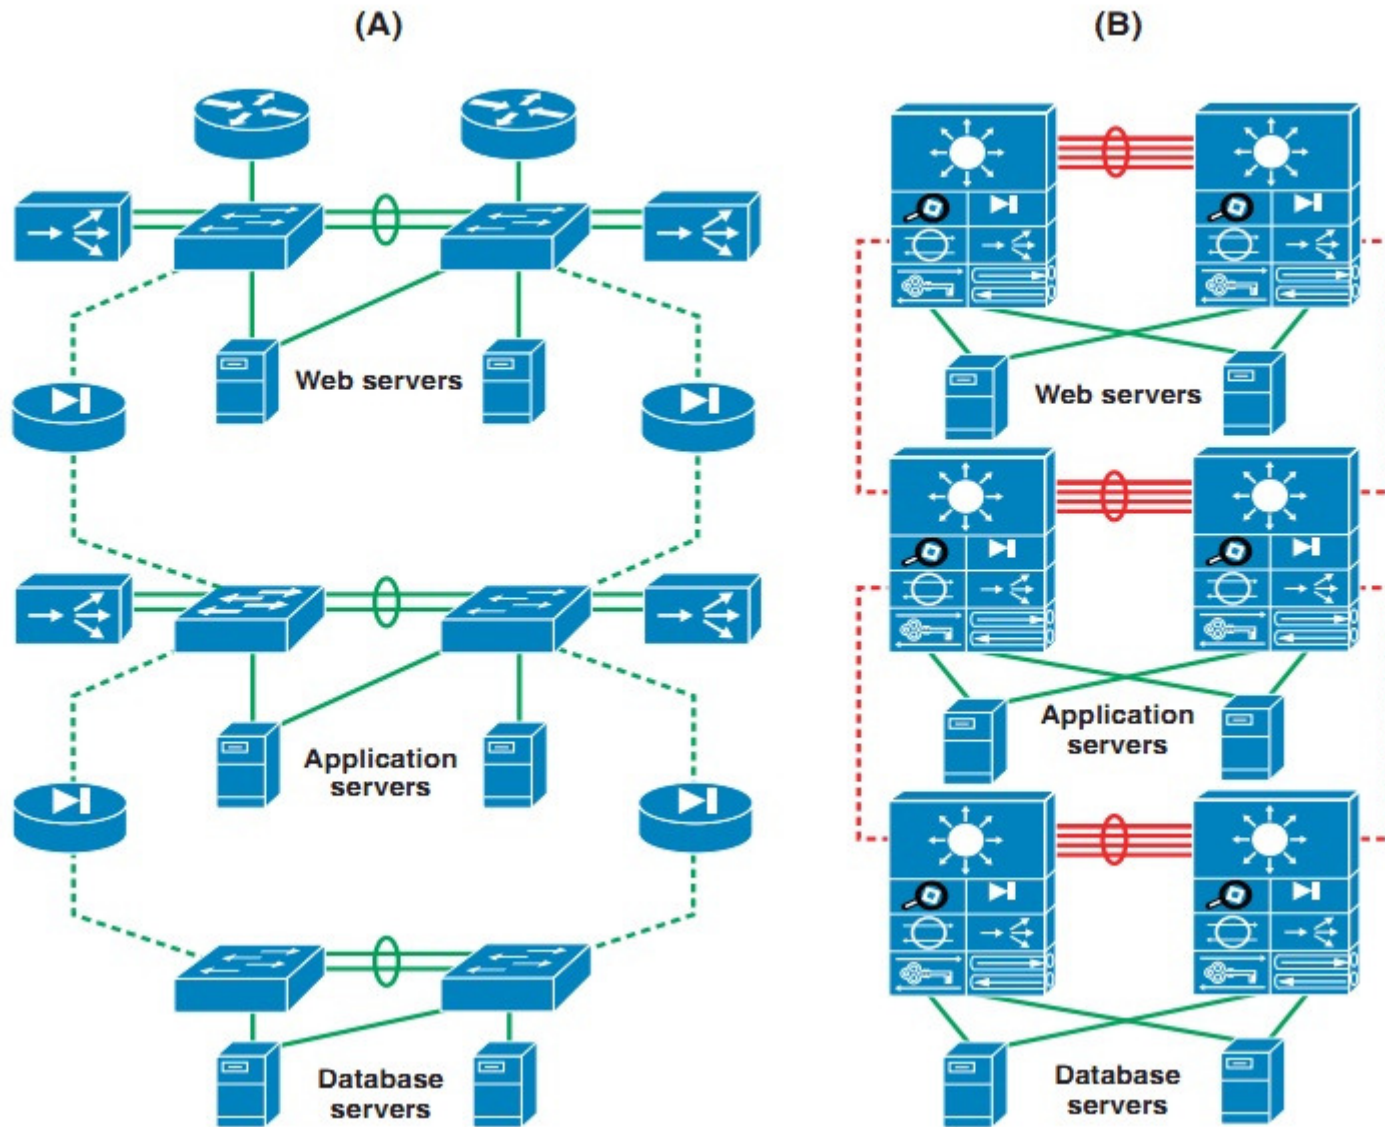 (A)
(B)
Web servers
Web servers
Application
servers
Application
servers
Database
servers
Database
servers